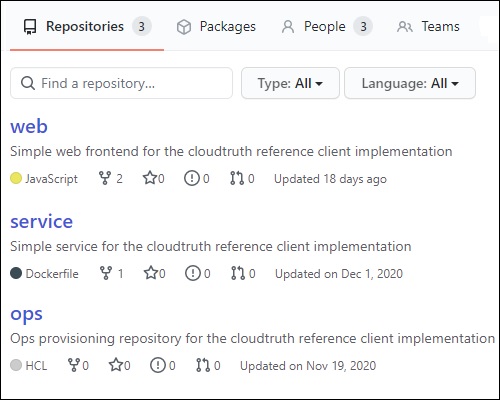 Repositories 3 Packages People 3 Teams
Find a repository... Type: All Language: All
web
Simple web frontend for the cloudtruth reference client implementation
JavaScript 2 0 0 0 Updated 18 days ago
service
Simple service for the cloudtruth reference client implementation
Dockerfile 1 0 0 0 Updated on Dec 1, 2020
ops
Ops provisioning repository for the cloudtruth reference client implementation
HCL 0 0 0 0 Updated on Nov 19, 2020